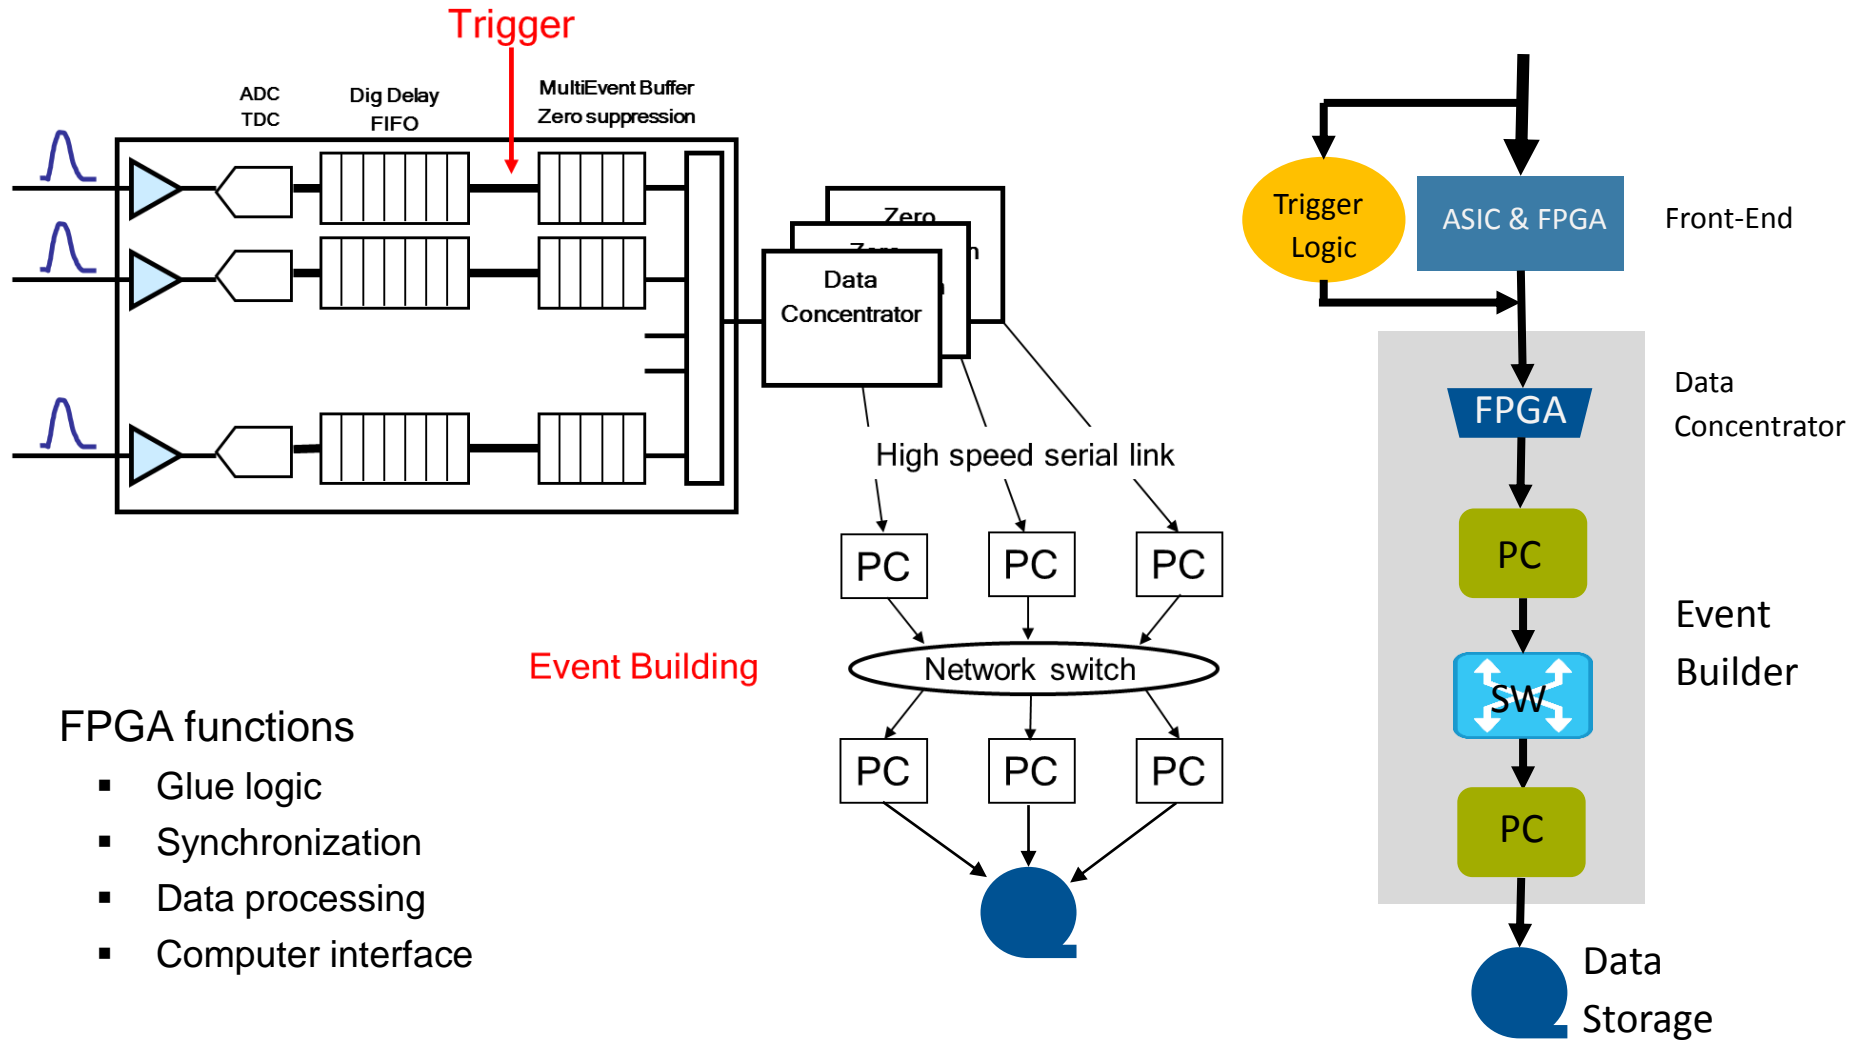 Trigger
ADC
TDC
Dig Delay
FIFO
MultiEvent Buffer
Zero suppression
Zero
Data
Concentrator
High speed serial link
PC
PC
PC
Event Building
Network switch
PC
PC
PC
FPGA functions
▪ Glue logic
▪ Synchronization
▪ Data processing
▪ Computer interface
Trigger
Logic
ASIC & FPGA
Front-End
FPGA
Data
Concentrator
PC
Event
Builder
SW
PC
Data
Storage